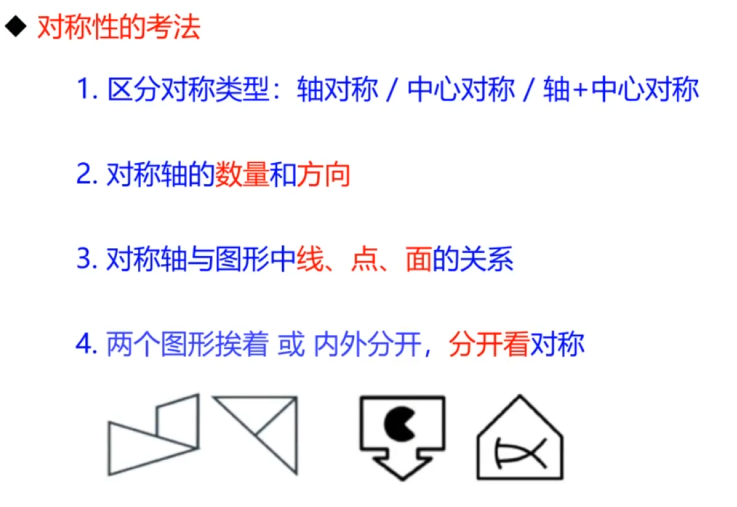 ◆ 对称性的考法
1. 区分对称类型：轴对称 / 中心对称 / 轴+中心对称
2. 对称轴的数量和方向
3. 对称轴与图形中线、点、面的关系
4. 两个图形挨着 或 内外分开，分开看对称